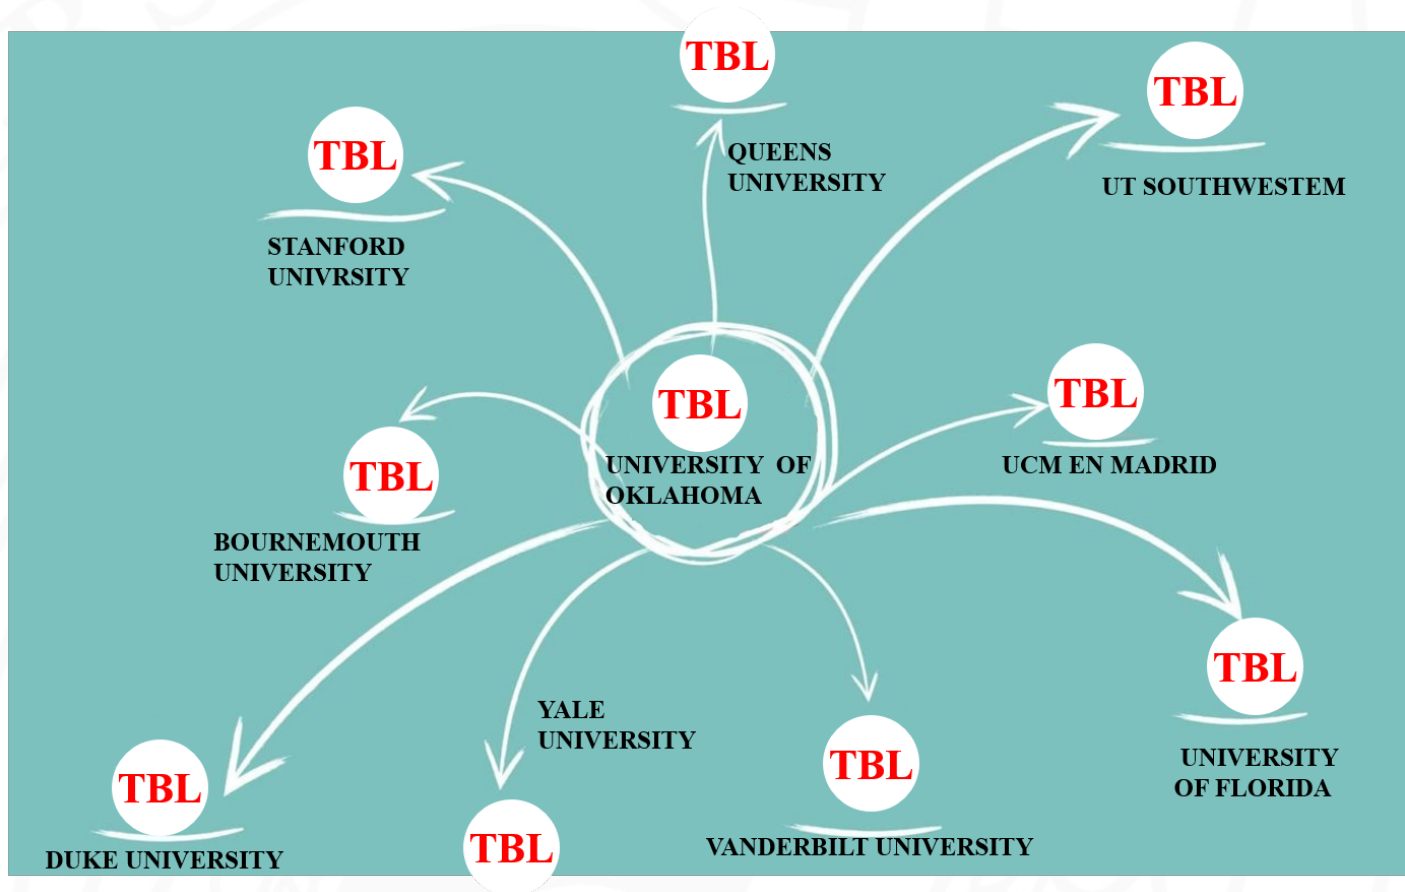 TBL
QUEENS
UNIVERSITY
TBL
UT SOUTHWESTEM
TBL
STANFORD
UNIVRSITY
TBL
UNIVERSITY OF
OKLAHOMA
TBL
UCM EN MADRID
TBL
BOURNEMOUTH
UNIVERSITY
TBL
UNIVERSITY
OF FLORIDA
YALE
UNIVERSITY
TBL
TBL
VANDERBILT UNIVERSITY
TBL
DUKE UNIVERSITY